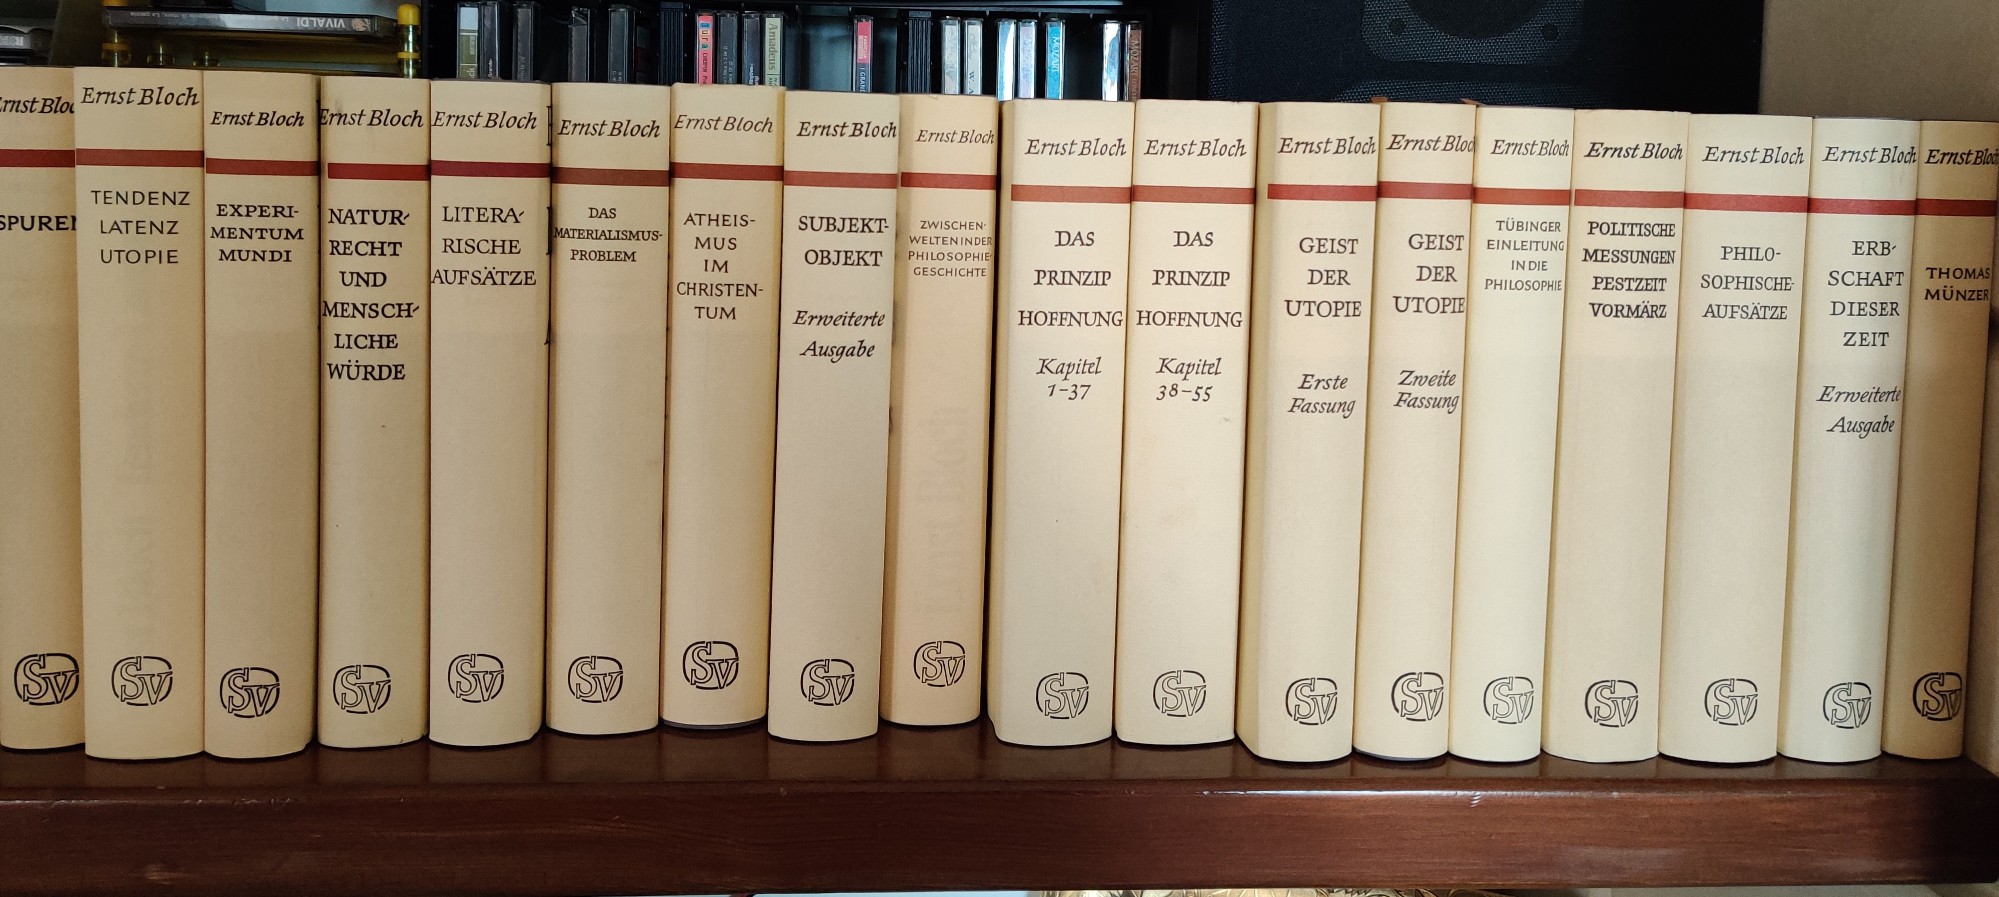 VIVALDI
Amadeus
MOZART
Ernst Bloch
SPUREN
SV
Ernst Bloch
TENDENZ
LATENZ
UTOPIE
SV
Ernst Bloch
EXPERI-
MENTUM
MUNDI
SV
Ernst Bloch
NATUR-
RECHT
UND
MENSCH-
LICHE
WÜRDE
SV
Ernst Bloch
LITERA-
RISCHE
AUFSÄTZE
SV
Ernst Bloch
DAS
MATERIALISMUS-
PROBLEM
SV
Ernst Bloch
ATHEIS-
MUS
IM
CHRISTEN-
TUM
SV
Ernst Bloch
SUBJEKT-
OBJEKT
Erweiterte
Ausgabe
SV
Ernst Bloch
ZWISCHEN-
WELTEN IN DER
PHILOSOPHIE-
GESCHICHTE
SV
Ernst Bloch
DAS
PRINZIP
HOFFNUNG
Kapitel
1-37
SV
Ernst Bloch
DAS
PRINZIP
HOFFNUNG
Kapitel
38-55
SV
Ernst Bloch
GEIST
DER
UTOPIE
Erste
Fassung
SV
Ernst Bloch
GEIST
DER
UTOPIE
Zweite
Fassung
SV
Ernst Bloch
TÜBINGER
EINLEITUNG
IN DIE
PHILOSOPHIE
SV
Ernst Bloch
POLITISCHE
MESSUNGEN
PESTZEIT
VORMÄRZ
SV
Ernst Bloch
PHILO-
SOPHISCHE-
AUFSÄTZE
SV
Ernst Bloch
ERB-
SCHAFT
DIESER
ZEIT
Erweiterte
Ausgabe
SV
Ernst Bloch
THOMAS
MÜNZER
SV